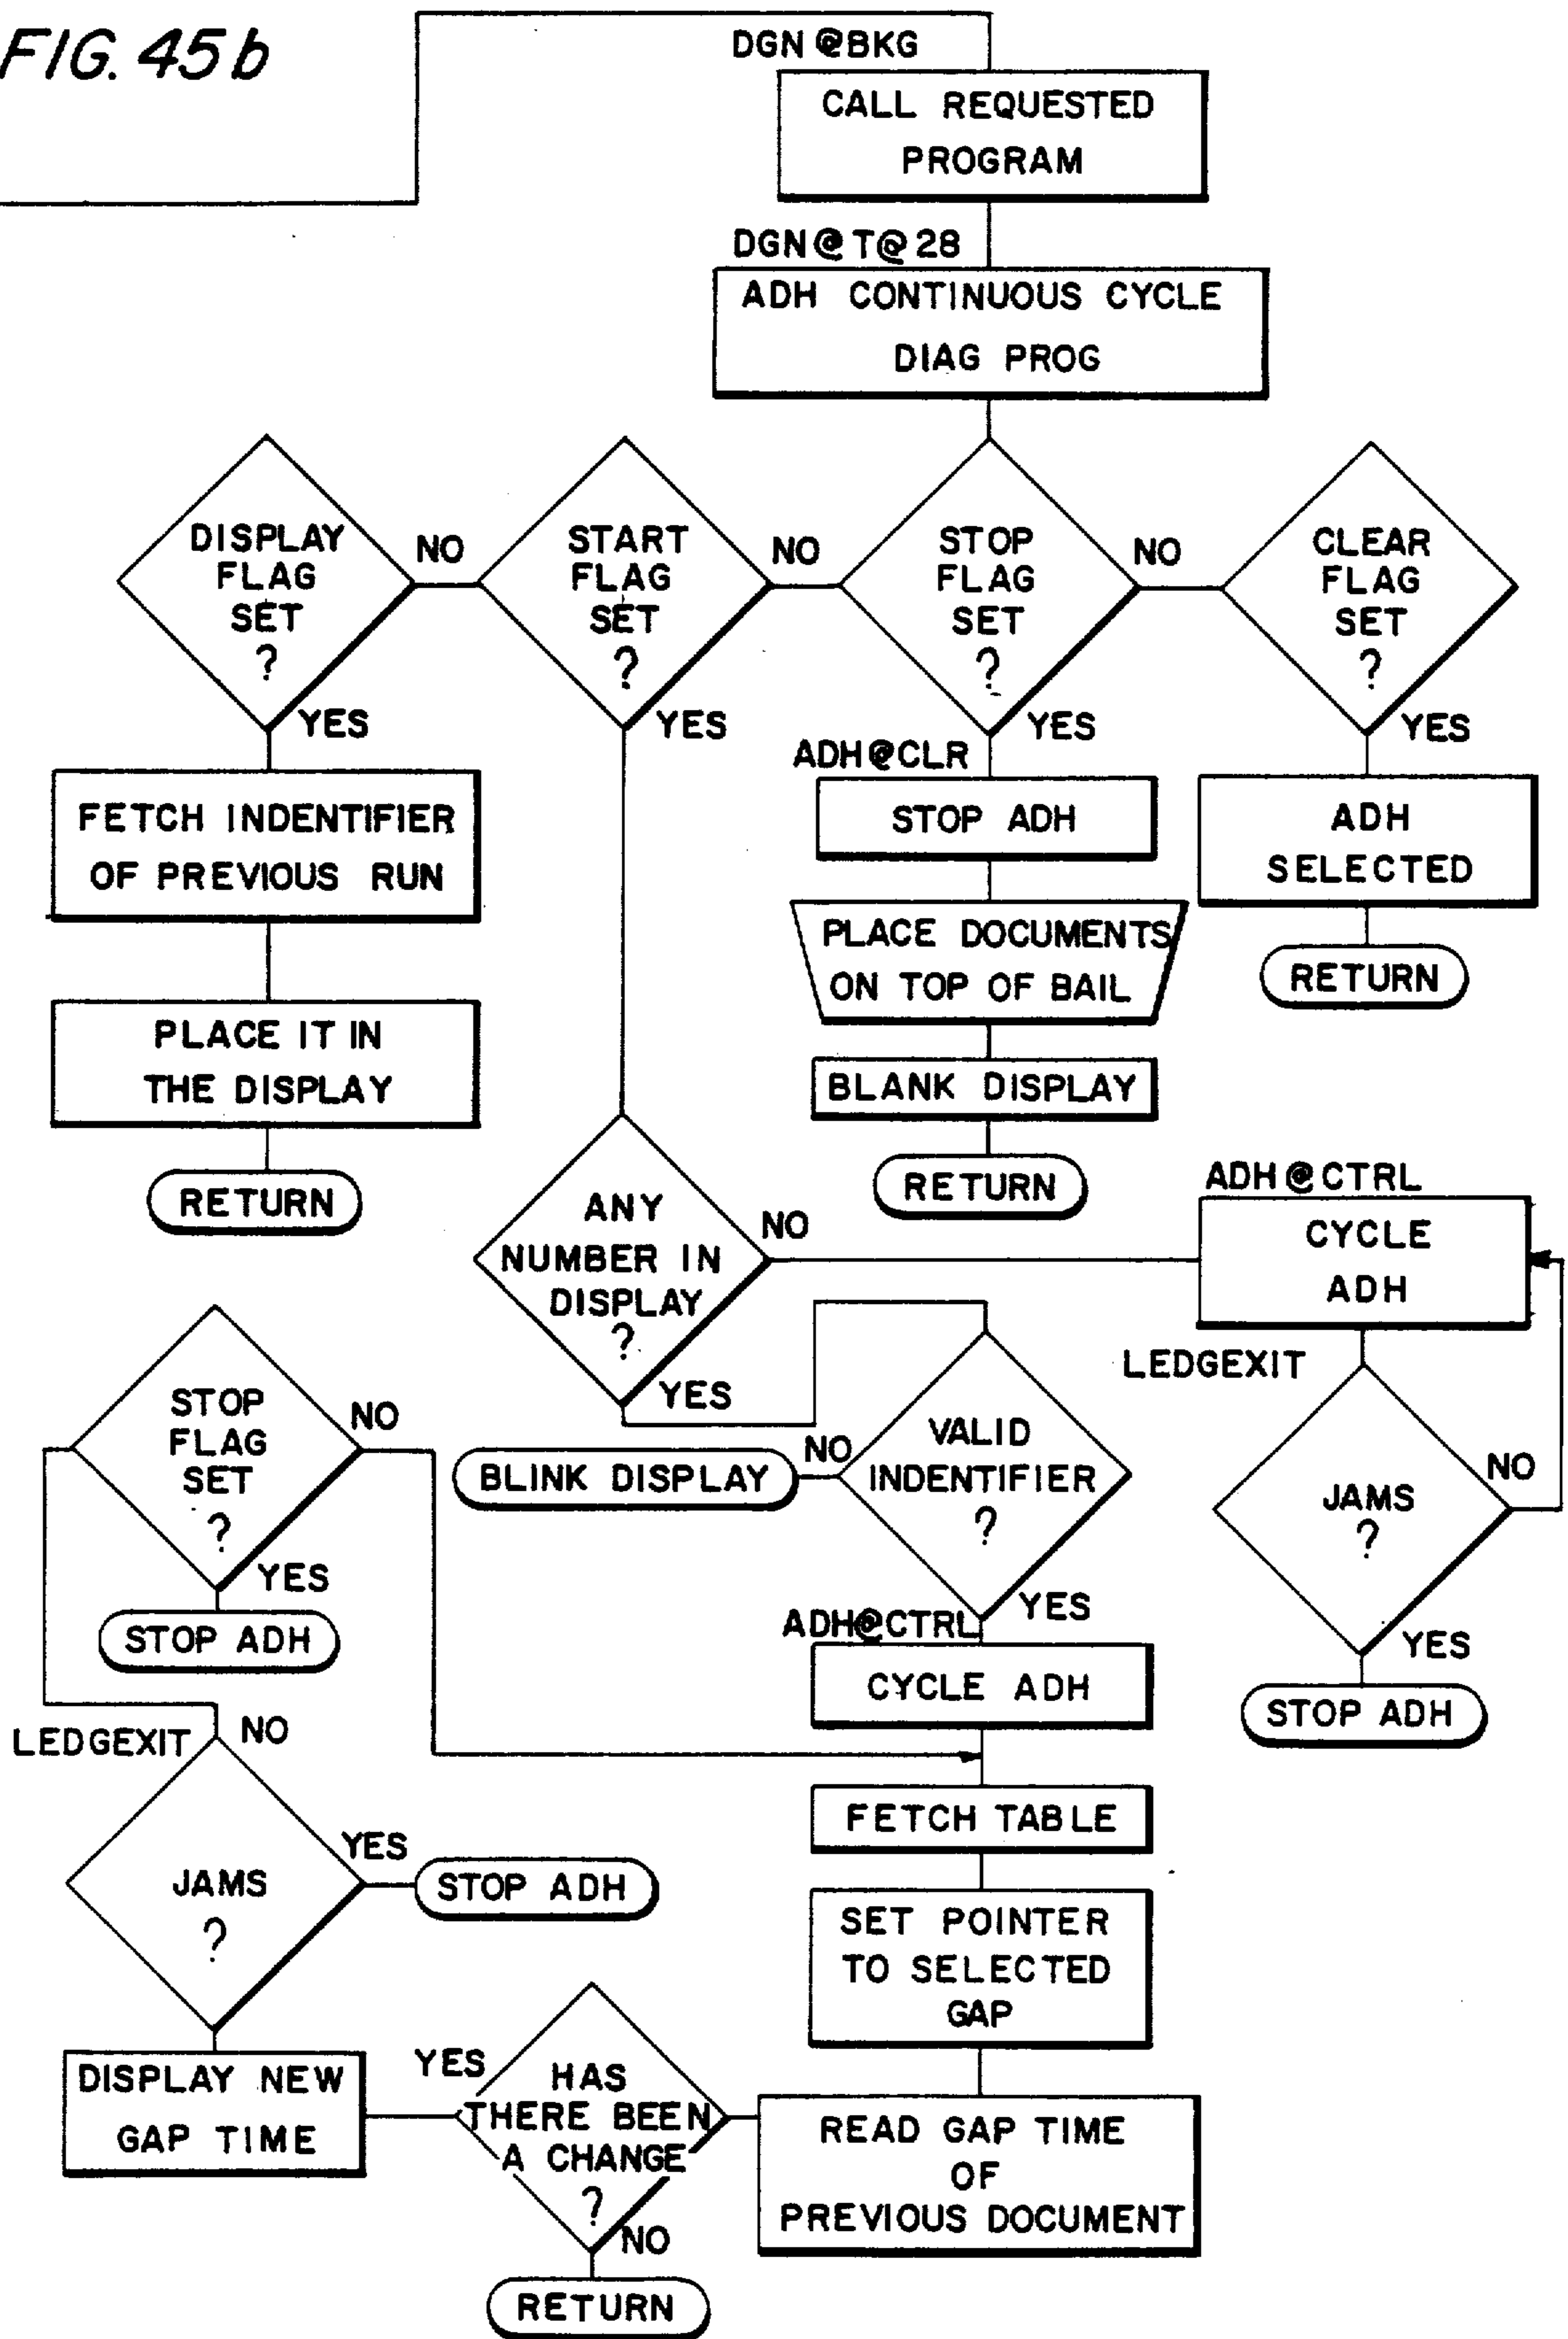 FIG. 45b
DGN @BKG
CALL REQUESTED
PROGRAM
DGN@T@28
ADH CONTINUOUS CYCLE
DIAG PROG
DISPLAY
FLAG
SET
?
NO
YES
START
FLAG
SET
?
NO
YES
STOP
FLAG
SET
?
NO
YES
CLEAR
FLAG
SET
?
YES
FETCH INDENTIFIER
OF PREVIOUS RUN
PLACE IT IN
THE DISPLAY
RETURN
ADH@CLR
STOP ADH
PLACE DOCUMENTS
ON TOP OF BAIL
BLANK DISPLAY
RETURN
ADH
SELECTED
RETURN
ANY
NUMBER IN
DISPLAY
?
NO
YES
ADH@CTRL
CYCLE
ADH
LEDGEXIT
JAMS
?
NO
YES
STOP ADH
VALID
INDENTIFIER
?
NO
BLINK DISPLAY
YES
ADH@CTRL
CYCLE ADH
STOP
FLAG
SET
?
NO
YES
STOP ADH
LEDGEXIT
NO
JAMS
?
YES
STOP ADH
FETCH TABLE
SET POINTER
TO SELECTED
GAP
READ GAP TIME
OF
PREVIOUS DOCUMENT
HAS
THERE BEEN
A CHANGE
?
YES
NO
RETURN
DISPLAY NEW
GAP TIME